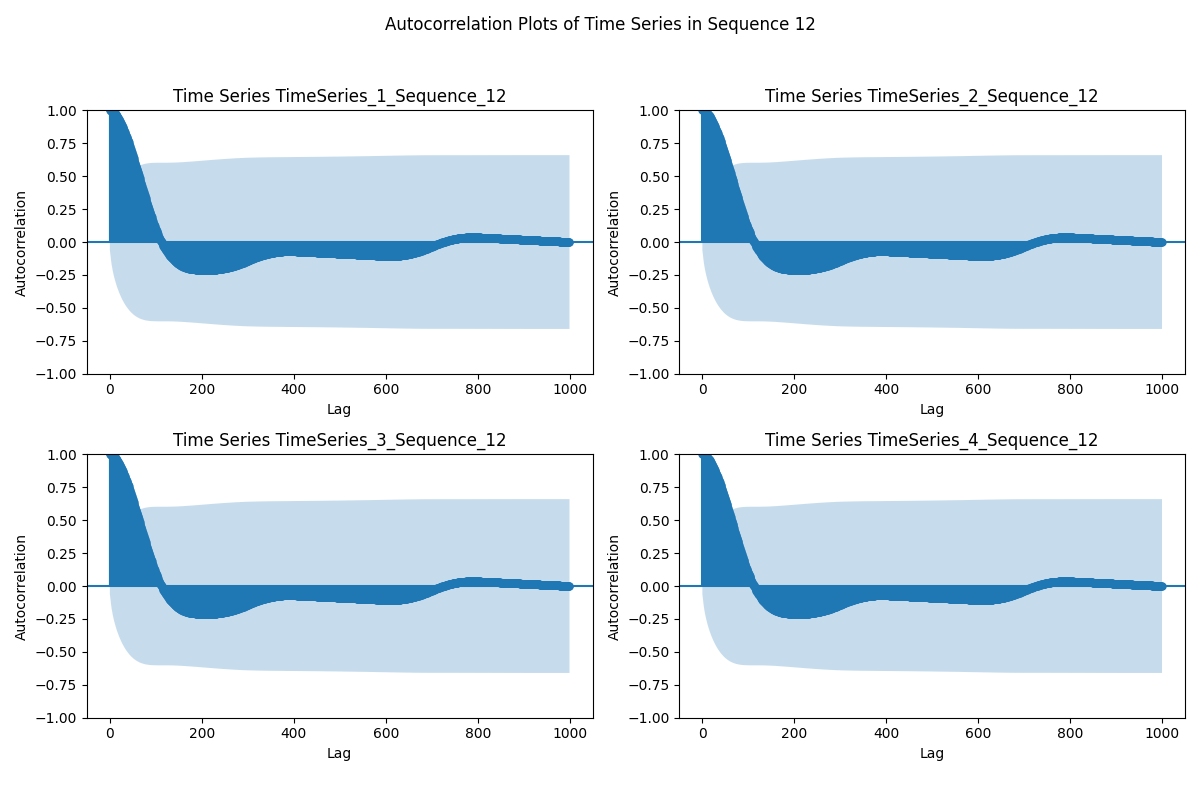 Autocorrelation Plots of Time Series in Sequence 12
Time Series TimeSeries_1_Sequence_12
1.00
0.75
0.50
0.25
0.00
−0.25
−0.50
−0.75
−1.00
Autocorrelation
0 200 400 600 800 1000
Lag
Time Series TimeSeries_2_Sequence_12
1.00
0.75
0.50
0.25
0.00
−0.25
−0.50
−0.75
−1.00
Autocorrelation
0 200 400 600 800 1000
Lag
Time Series TimeSeries_3_Sequence_12
1.00
0.75
0.50
0.25
0.00
−0.25
−0.50
−0.75
−1.00
Autocorrelation
0 200 400 600 800 1000
Lag
Time Series TimeSeries_4_Sequence_12
1.00
0.75
0.50
0.25
0.00
−0.25
−0.50
−0.75
−1.00
Autocorrelation
0 200 400 600 800 1000
Lag